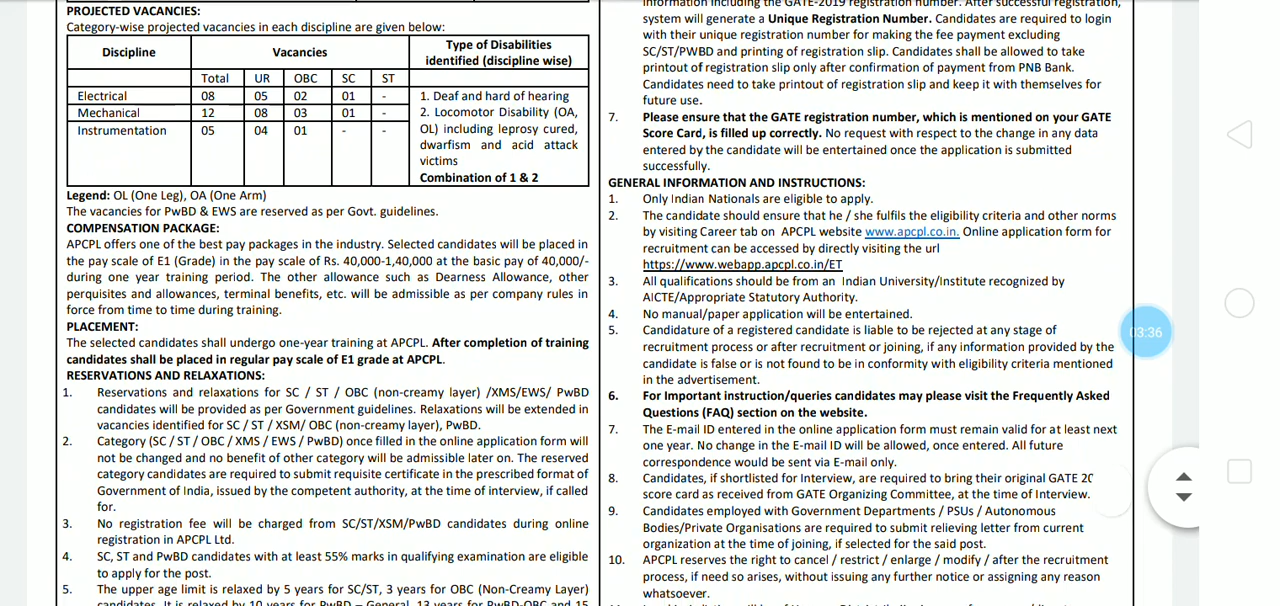 PROJECTED VACANCIES:
Category-wise projected vacancies in each discipline are given below:
Discipline Vacancies Type of Disabilities identified (discipline wise)
Total UR OBC SC ST
Electrical 08 05 02 01 - 1. Deaf and hard of hearing
Mechanical 12 08 03 01 - 2. Locomotor Disability (OA,
Instrumentation 05 04 01 - - OL) including leprosy cured,
dwarfism and acid attack
victims
Combination of 1 & 2
Legend: OL (One Leg), OA (One Arm)
The vacancies for PwBD & EWS are reserved as per Govt. guidelines.
COMPENSATION PACKAGE:
APCPL offers one of the best pay packages in the industry. Selected candidates will be placed in
the pay scale of E1 (Grade) in the pay scale of Rs. 40,000-1,40,000 at the basic pay of 40,000/-
during one year training period. The other allowance such as Dearness Allowance, other
perquisites and allowances, terminal benefits, etc. will be admissible as per company rules in
force from time to time during training.
PLACEMENT:
The selected candidates shall undergo one-year training at APCPL. After completion of training
candidates shall be placed in regular pay scale of E1 grade at APCPL.
RESERVATIONS AND RELAXATIONS:
1. Reservations and relaxations for SC / ST / OBC (non-creamy layer) /XMS/EWS/ PwBD
candidates will be provided as per Government guidelines. Relaxations will be extended in
vacancies identified for SC / ST / XSM/ OBC (non-creamy layer), PwBD.
2. Category (SC / ST / OBC / XMS / EWS / PwBD) once filled in the online application form will
not be changed and no benefit of other category will be admissible later on. The reserved
category candidates are required to submit requisite certificate in the prescribed format of
Government of India, issued by the competent authority, at the time of interview, if called
for.
3. No registration fee will be charged from SC/ST/XSM/PwBD candidates during online
registration in APCPL Ltd.
4. SC, ST and PwBD candidates with at least 55% marks in qualifying examination are eligible
to apply for the post.
5. The upper age limit is relaxed by 5 years for SC/ST, 3 years for OBC (Non-Creamy Layer)
candidates. It is relaxed by 10 years for PwBD – General, 13 years for PwBD-OBC and 15
information including the GATE-2019 registration number. After successful registration,
system will generate a Unique Registration Number. Candidates are required to login
with their unique registration number for making the fee payment excluding
SC/ST/PWBD and printing of registration slip. Candidates shall be allowed to take
printout of registration slip only after confirmation of payment from PNB Bank.
Candidates need to take printout of registration slip and keep it with themselves for
future use.
7. Please ensure that the GATE registration number, which is mentioned on your GATE
Score Card, is filled up correctly. No request with respect to the change in any data
entered by the candidate will be entertained once the application is submitted
successfully.
GENERAL INFORMATION AND INSTRUCTIONS:
1. Only Indian Nationals are eligible to apply.
2. The candidate should ensure that he / she fulfils the eligibility criteria and other norms
by visiting Career tab on APCPL website www.apcpl.co.in. Online application form for
recruitment can be accessed by directly visiting the url
https://www.webapp.apcpl.co.in/ET
3. All qualifications should be from an Indian University/Institute recognized by
AICTE/Appropriate Statutory Authority.
4. No manual/paper application will be entertained.
5. Candidature of a registered candidate is liable to be rejected at any stage of
recruitment process or after recruitment or joining, if any information provided by the
candidate is false or is not found to be in conformity with eligibility criteria mentioned
in the advertisement.
6. For Important instruction/queries candidates may please visit the Frequently Asked
Questions (FAQ) section on the website.
7. The E-mail ID entered in the online application form must remain valid for at least next
one year. No change in the E-mail ID will be allowed, once entered. All future
correspondence would be sent via E-mail only.
8. Candidates, if shortlisted for Interview, are required to bring their original GATE 20
score card as received from GATE Organizing Committee, at the time of Interview.
9. Candidates employed with Government Departments / PSUs / Autonomous
Bodies/Private Organisations are required to submit relieving letter from current
organization at the time of joining, if selected for the said post.
10. APCPL reserves the right to cancel / restrict / enlarge / modify / after the recruitment
process, if need so arises, without issuing any further notice or assigning any reason
whatsoever.
03:36